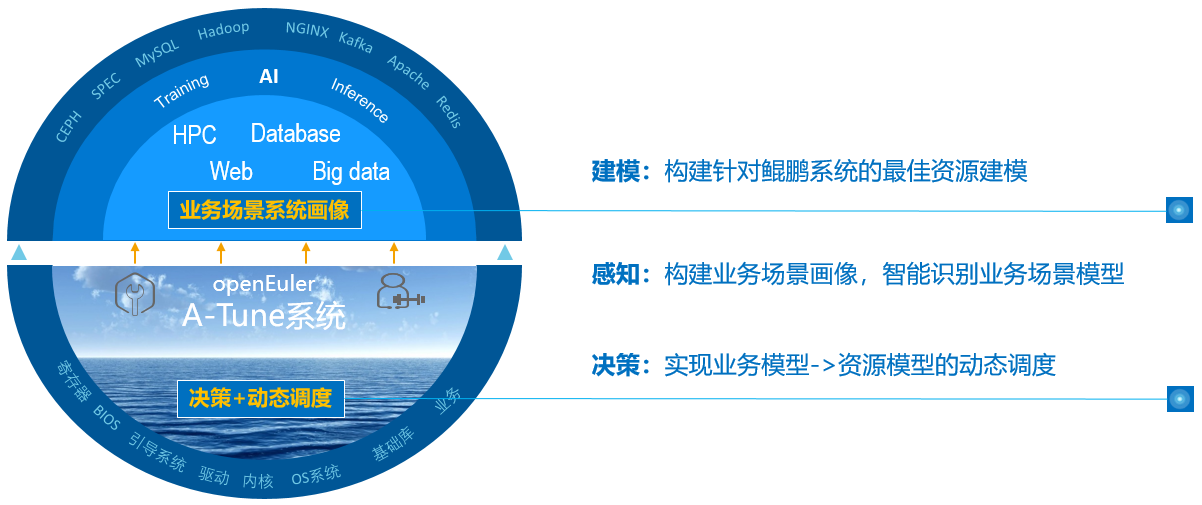 CEPH
SPEC
MySQL
Hadoop
NGINX
Kafka
Apache
Redis
Training
AI
Inference
HPC
Database
Web
Big data
业务场景系统画像
openEuler
A-Tune系统
决策+动态调度
寄存器
BIOS
引导系统
驱动
内核
OS系统
基础库
业务
建模：构建针对鲲鹏系统的最佳资源建模
感知：构建业务场景画像，智能识别业务场景模型
决策：实现业务模型->资源模型的动态调度